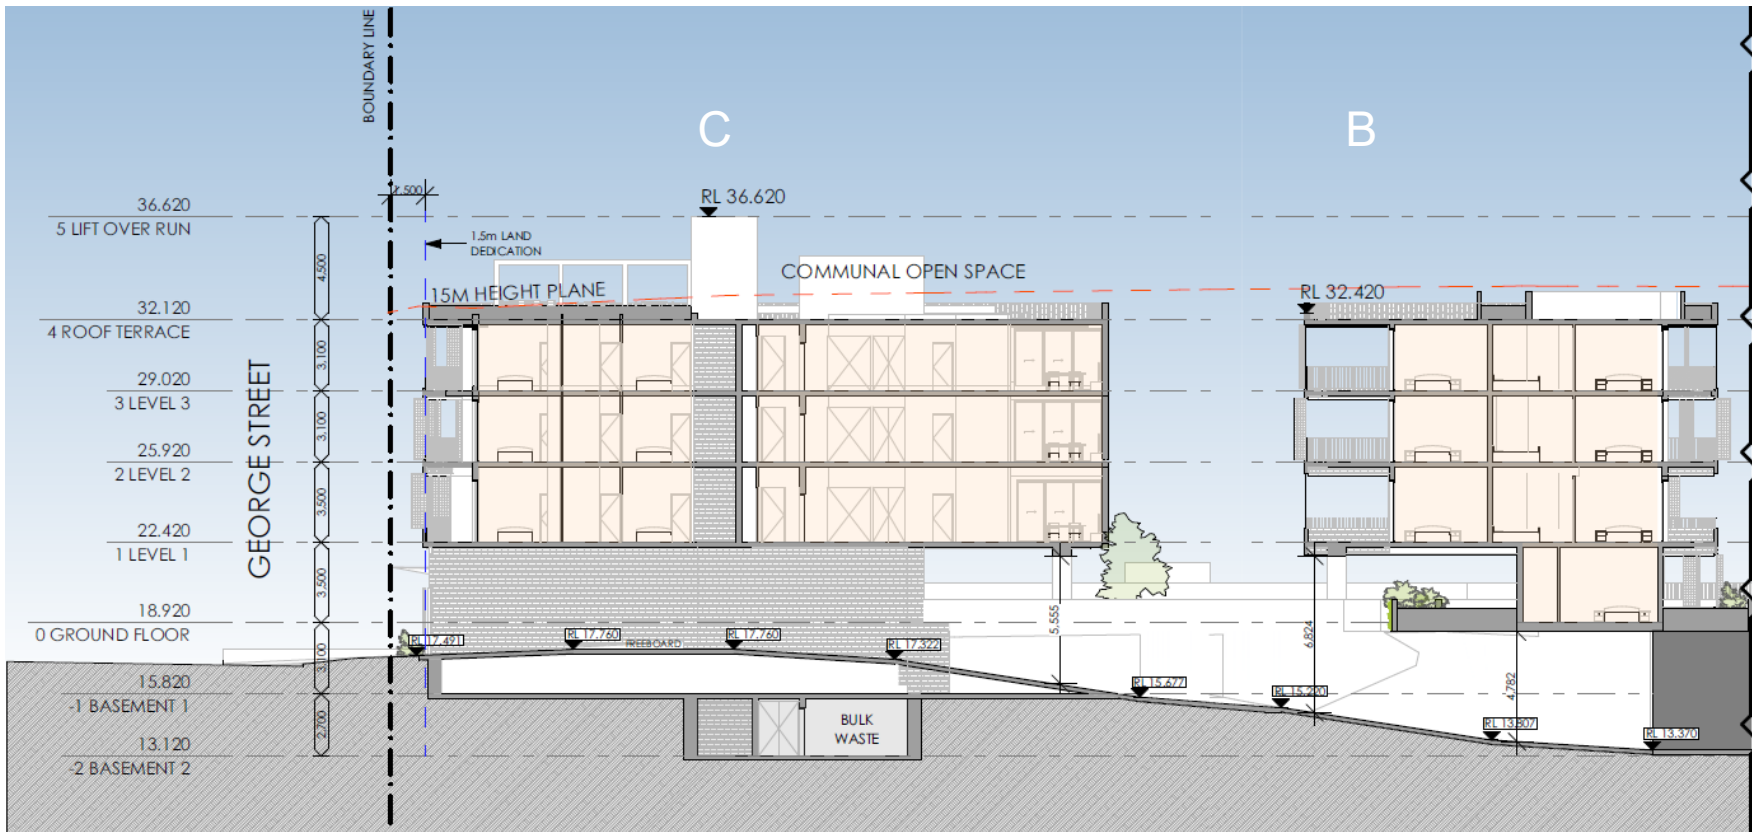 BOUNDARY LINE
C
B
1.500
RL 36.620
36.620
5 LIFT OVER RUN
1.5m LAND
DEDICATION
4,500
COMMUNAL OPEN SPACE
15M HEIGHT PLANE
RL 32.420
32.120
4 ROOF TERRACE
3,100
29.020
3 LEVEL 3
3,100
25.920
2 LEVEL 2
3,500
22.420
1 LEVEL 1
GEORGE STREET
3,500
18.920
0 GROUND FLOOR
3,100
RL 17.491
RL 17.760
FREEBOARD
RL 17.760
RL 17.322
5,555
6,824
4,782
15.820
-1 BASEMENT 1
RL 15.677
RL 15.220
2,700
BULK
WASTE
RL 13.807
RL 13.370
13.120
-2 BASEMENT 2